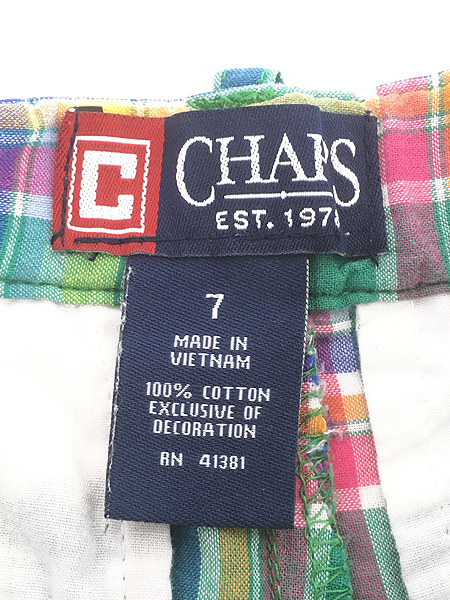 C CHAPS
EST. 1978
7
MADE IN
VIETNAM
100% COTTON
EXCLUSIVE OF
DECORATION
RN 41381